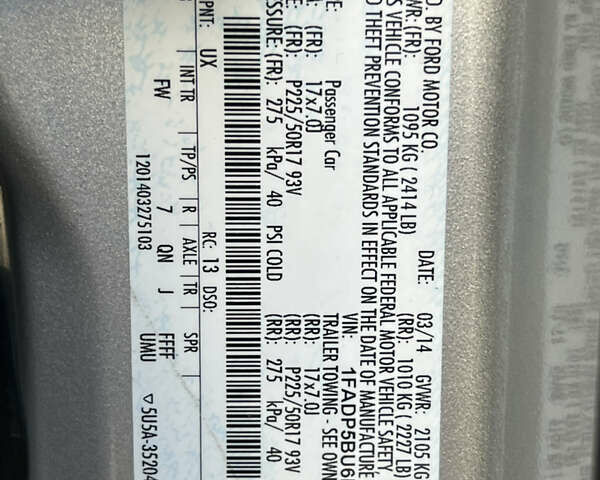 D. BY FORD MOTOR CO.
DATE: 03/14 GVWR: 2105 KG
WR: (FR): 1095 KG ( 2414 LB) (RR): 1010 KG ( 2227 LB)
S VEHICLE CONFORMS TO ALL APPLICABLE FEDERAL MOTOR VEHICLE SAFETY
D THEFT PREVENTION STANDARDS IN EFFECT ON THE DATE OF MANUFACTURE
VIN: 1FADP5BU6
Passenger Car TRAILER TOWING - SEE OWN
(FR): 17x7.0J (RR): 17x7.0J
(FR): P225/50R17 93V (RR): P225/50R17 93V
SSURE: (FR): 275 kPa/ 40 PSI COLD (RR): 275 kPa/ 40
RC: 13 DSO:
PNT: UX
INT TR TP/PS R AXLE TR SPR
FW 7 QN J FFFF
1201403275103 UMU
▽5U5A-35204